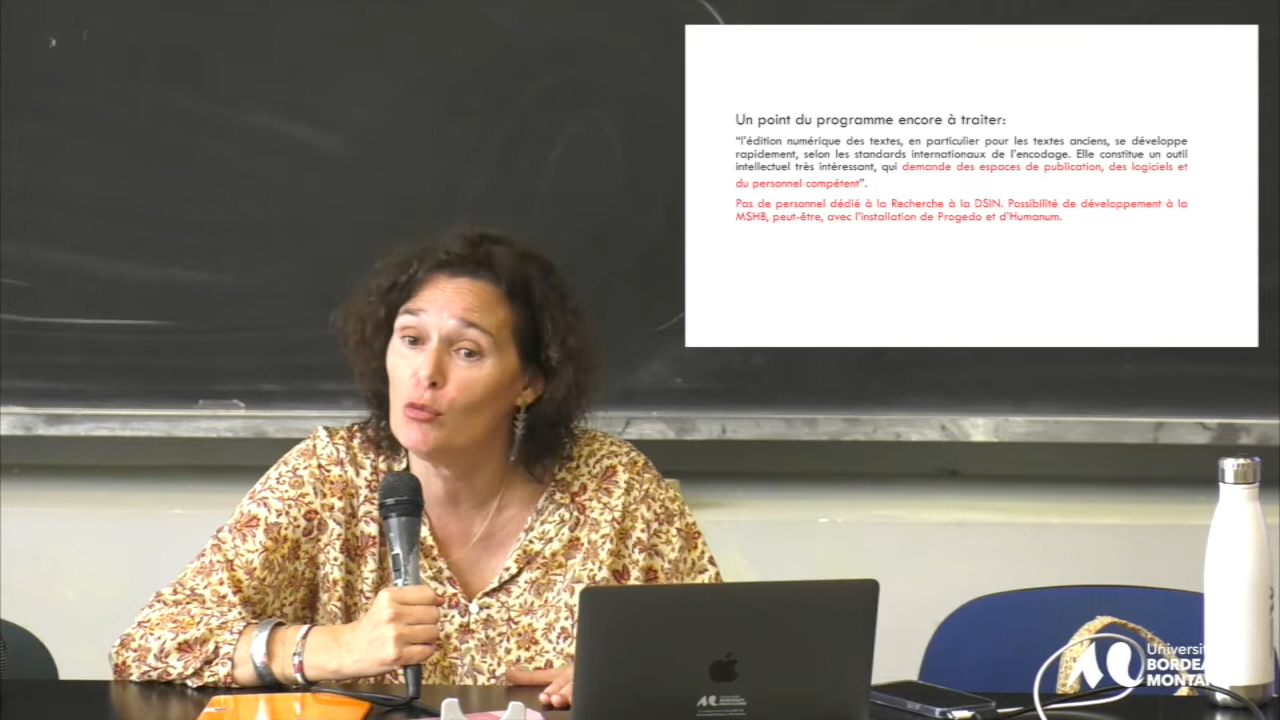 Un point du programme encore à traiter:
“l’édition numérique des textes, en particulier pour les textes anciens, se développe
rapidement, selon les standards internationaux de l’encodage. Elle constitue un outil
intellectuel très intéressant, qui demande des espaces de publication, des logiciels et
du personnel compétent”.
Pas de personnel dédié à la Recherche à la DSIN. Possibilité de développement à la
MSHB, peut-être, avec l’installation de Progedo et d’Humanum.
Universit
BORDEA
MONTA